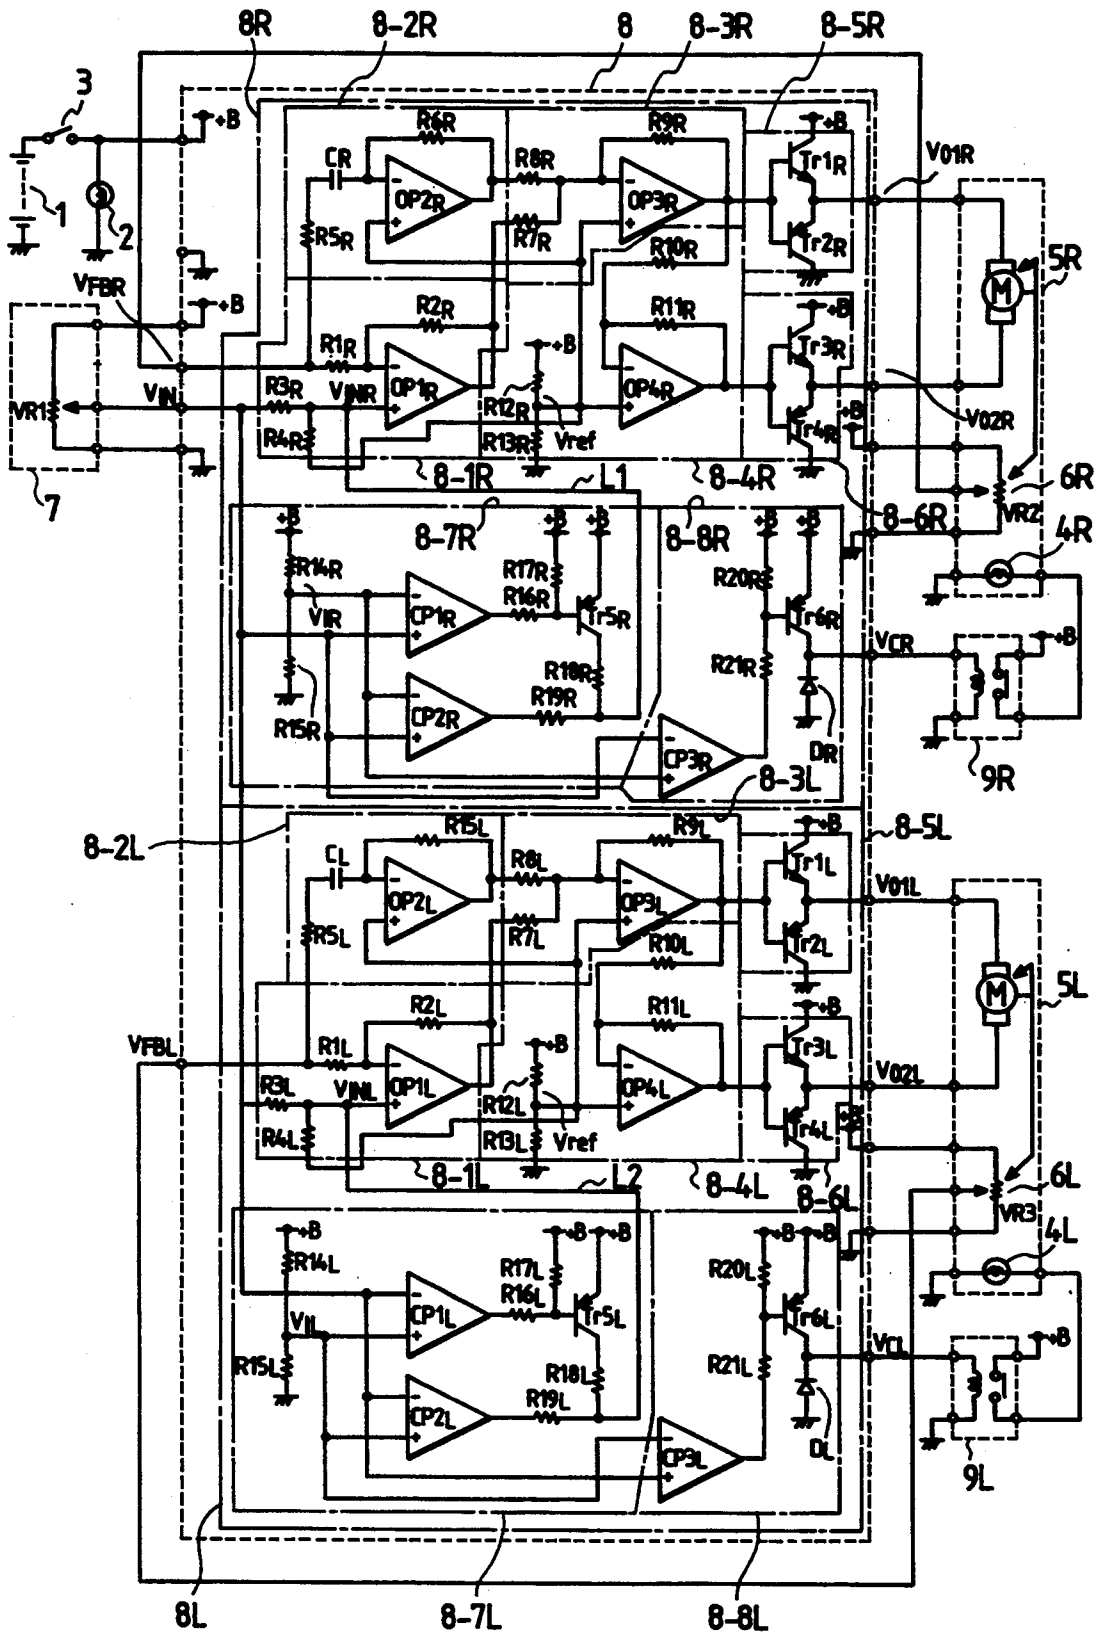 8R
8-2R
8
8-3R
8-5R
3
+B
R6R
R9R
+B
V01R
CR
R8R
Tr1R
1
2
OP2R
OP3R
R5R
R7R
Tr2R
R10R
VFBR
+B
R2R
R11R
+B
M
5R
R1R
+B
Tr3R
VIN
R3R
VINR
OP1R
OP4R
VR1
R12R
V02R
R4R
R13R
Vref
Tr4R
+B
7
8-1R
L1
8-4R
6R
8-6R
VR2
+B
8-7R
+B
+B
8-8R
+B
+B
4R
R14R
R17R
R20R
VIR
CP1R
R16R
Tr5R
Tr6R
VCR
+B
R18R
R21R
R15R
CP2R
R19R
CP3R
DR
9R
8-3L
8-2L
R15L
R9L
+B
8-5L
CL
R8L
Tr1L
V01L
OP2L
OP3L
R5L
R7L
Tr2L
R10L
M
5L
R2L
R11L
+B
VFBL
R1L
+B
Tr3L
R3L
VINL
OP1L
OP4L
V02L
R12L
R4L
R13L
Vref
Tr4L
+B
8-1L
L2
8-4L
8-6L
6L
VR3
+B
+B
+B
+B
+B
4L
R14L
R17L
R20L
R16L
VIL
CP1L
Tr5L
Tr6L
VCL
+B
R15L
R18L
R21L
CP2L
R19L
CP3L
DL
9L
8L
8-7L
8-8L